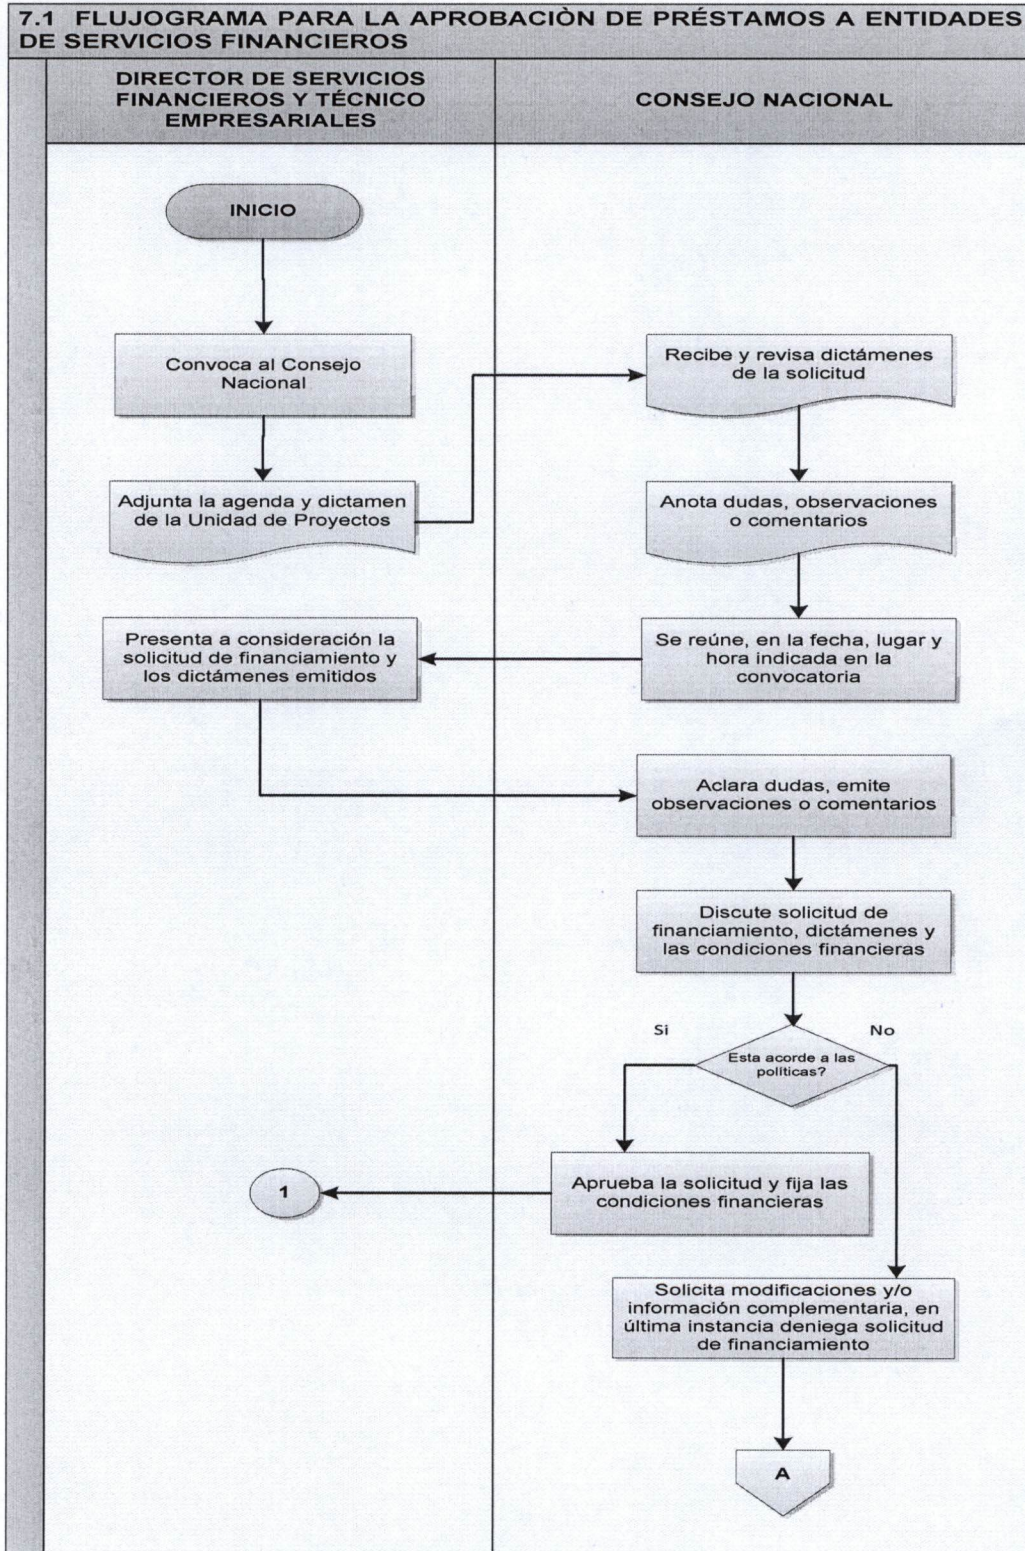 7.1 FLUJOGRAMA PARA LA APROBACIÒN DE PRÉSTAMOS A ENTIDADES
DE SERVICIOS FINANCIEROS
DIRECTOR DE SERVICIOS
FINANCIEROS Y TÉCNICO
EMPRESARIALES
CONSEJO NACIONAL
INICIO
Convoca al Consejo
Nacional
Adjunta la agenda y dictamen
de la Unidad de Proyectos
Recibe y revisa dictámenes
de la solicitud
Anota dudas, observaciones
o comentarios
Se reúne, en la fecha, lugar y
hora indicada en la
convocatoria
Presenta a consideración la
solicitud de financiamiento y
los dictámenes emitidos
Aclara dudas, emite
observaciones o comentarios
Discute solicitud de
financiamiento, dictámenes y
las condiciones financieras
Si
No
Esta acorde a las
políticas?
Aprueba la solicitud y fija las
condiciones financieras
1
Solicita modificaciones y/o
información complementaria, en
última instancia deniega solicitud
de financiamiento
A